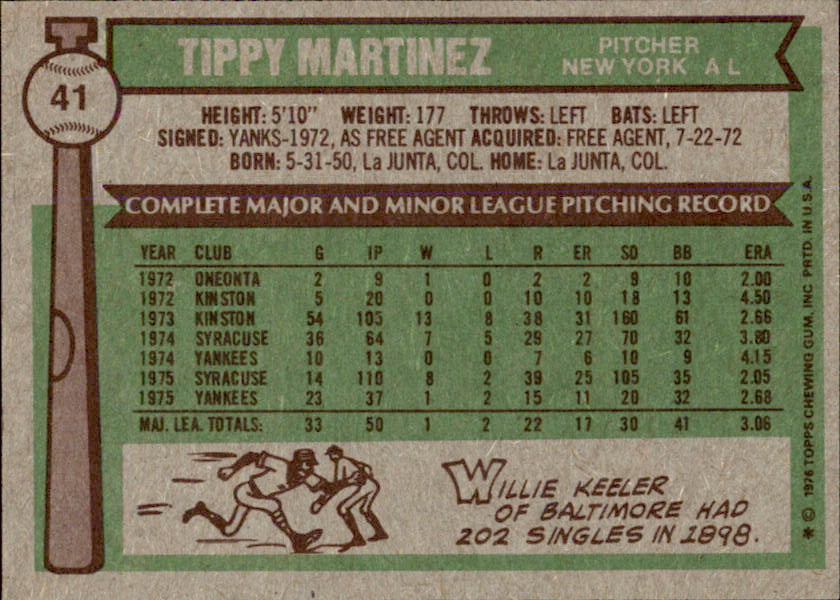 TIPPY MARTINEZ
PITCHER
NEW YORK A L
41
HEIGHT: 5'10" WEIGHT: 177 THROWS: LEFT BATS: LEFT
SIGNED: YANKS-1972, AS FREE AGENT ACQUIRED: FREE AGENT, 7-22-72
BORN: 5-31-50, La JUNTA, COL. HOME: La JUNTA, COL.
COMPLETE MAJOR AND MINOR LEAGUE PITCHING RECORD
YEAR CLUB G IP W L R ER SO BB ERA
1972 ONEONTA 2 9 1 0 2 2 9 10 2.00
1972 KINSTON 5 20 0 0 10 10 18 13 4.50
1973 KINSTON 54 105 13 8 38 31 160 61 2.66
1974 SYRACUSE 36 64 7 5 29 27 70 32 3.80
1974 YANKEES 10 13 0 0 7 6 10 9 4.15
1975 SYRACUSE 14 110 8 2 39 25 105 35 2.05
1975 YANKEES 23 37 1 2 15 11 20 32 2.68
MAJ. LEA. TOTALS: 33 50 1 2 22 17 30 41 3.06
WILLIE KEELER
OF BALTIMORE HAD
202 SINGLES IN 1898.
* © 1976 TOPPS CHEWING GUM, INC. PRTD. IN U.S.A.